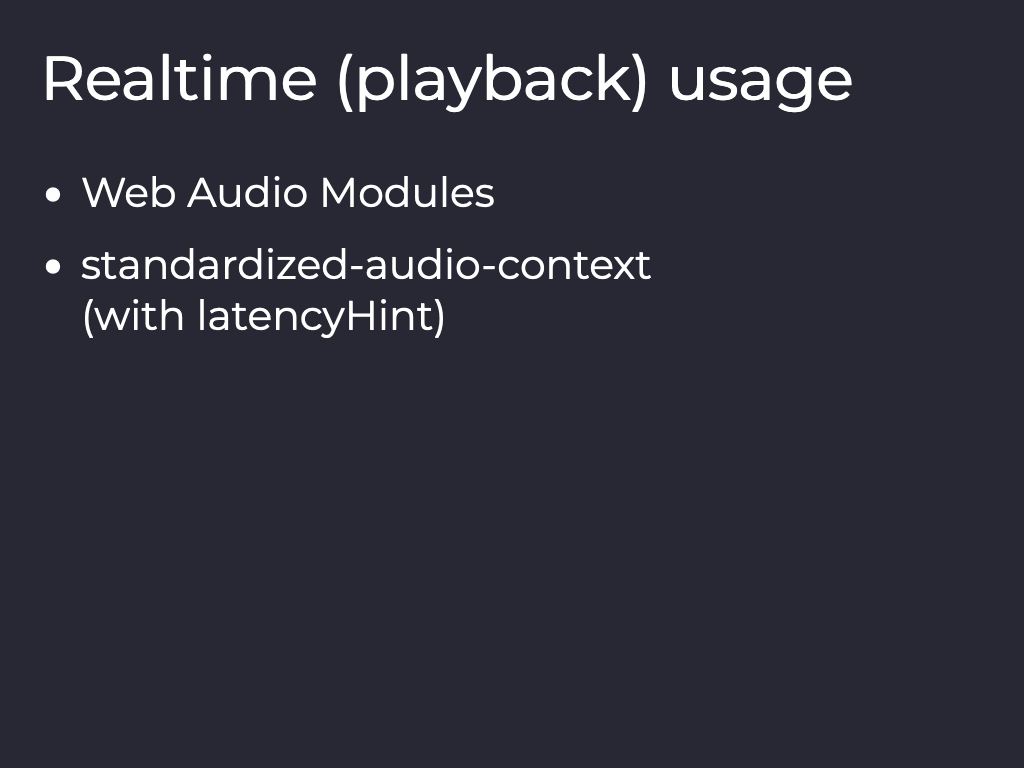 Realtime (playback) usage
• Web Audio Modules
• standardized-audio-context
(with latencyHint)